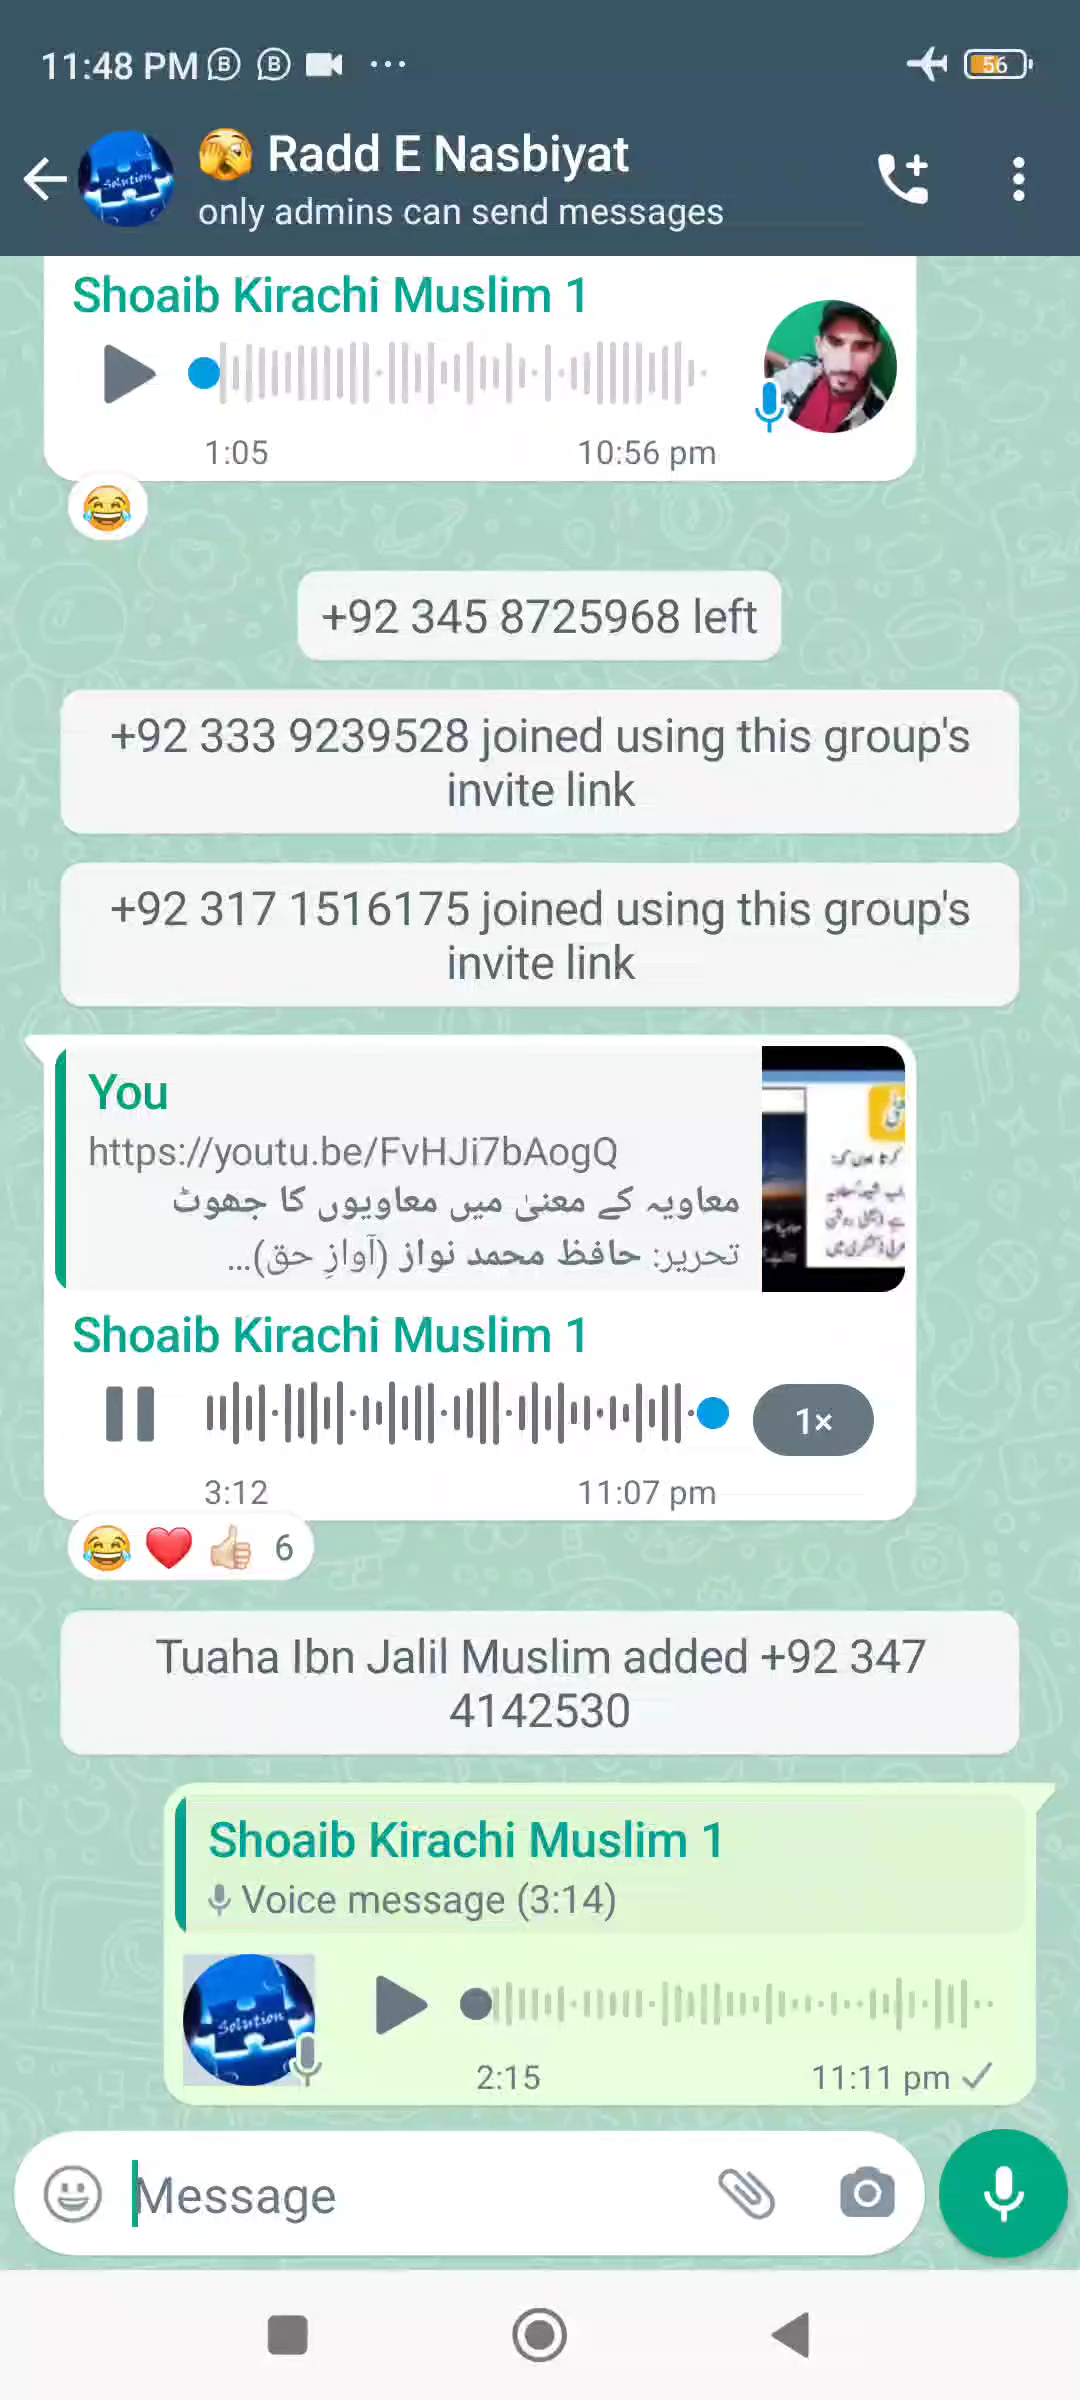 11:48 PM
56
Radd E Nasbiyat
only admins can send messages
Shoaib Kirachi Muslim 1
1:05 10:56 pm
+92 345 8725968 left
+92 333 9239528 joined using this group's
invite link
+92 317 1516175 joined using this group's
invite link
You
https://youtu.be/FvHJi7bAogQ
معاویہ کے معنیٰ میں معاویوں کا جھوٹ
تحریر: حافظ محمد نواز (آوازِ حق)...
Shoaib Kirachi Muslim 1
1×
3:12 11:07 pm
6
Tuaha Ibn Jalil Muslim added +92 347
4142530
Shoaib Kirachi Muslim 1
Voice message (3:14)
Solution
2:15 11:11 pm
Message